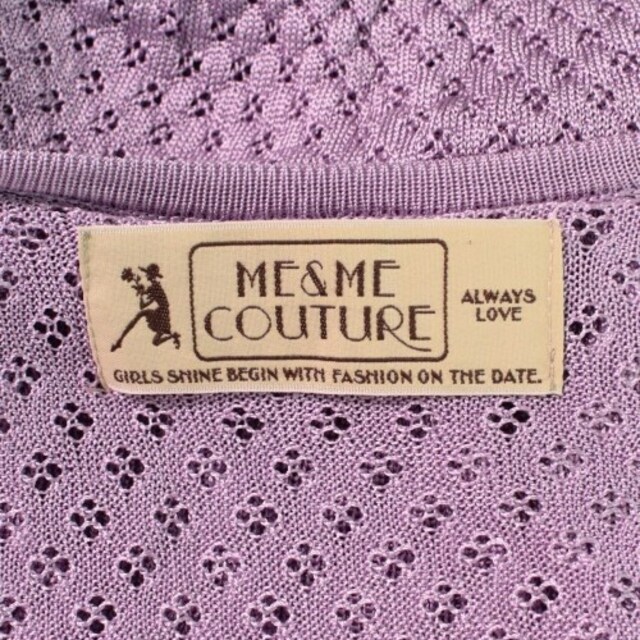 ME&ME
COUTURE
ALWAYS
LOVE
GIRLS SHINE BEGIN WITH FASHION ON THE DATE.